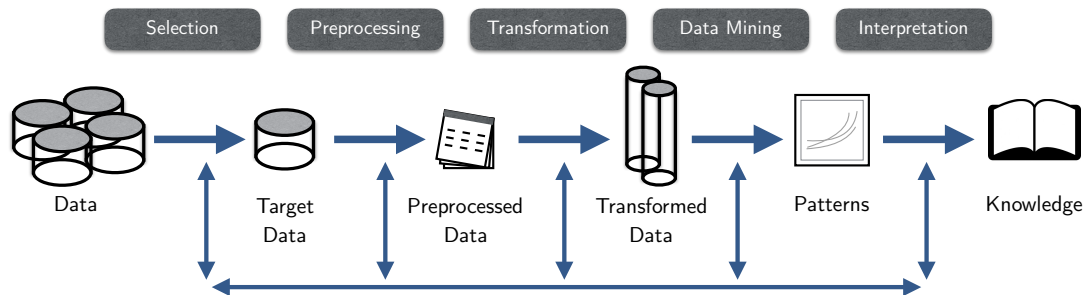 Selection
Preprocessing
Transformation
Data Mining
Interpretation
Data
Target
Data
Preprocessed
Data
Transformed
Data
Patterns
Knowledge